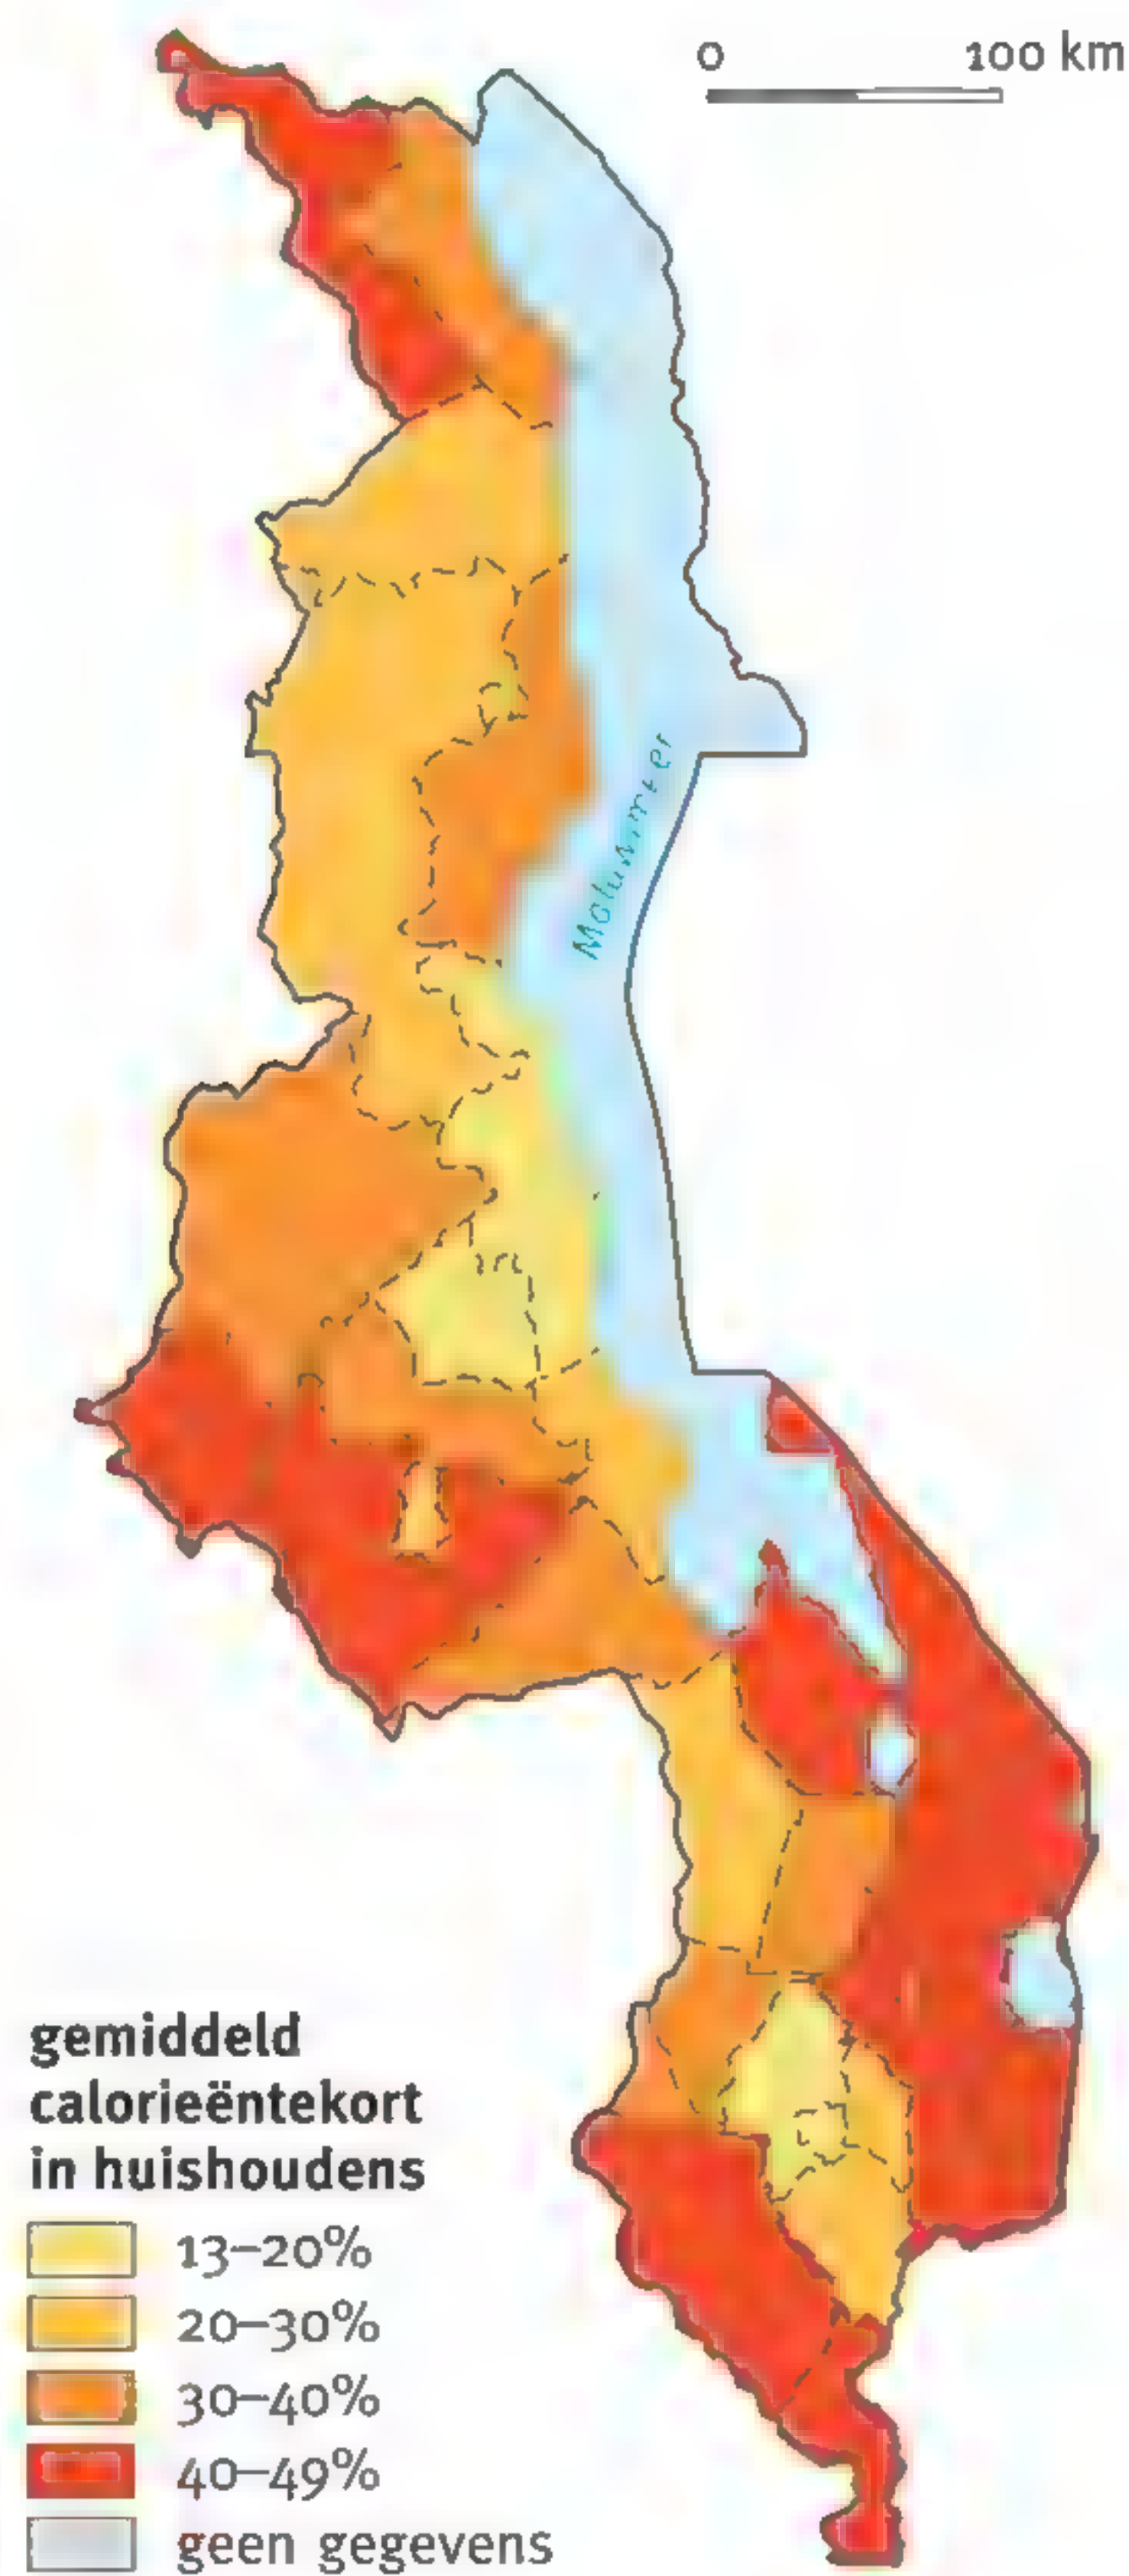 0 100 km
Malawimeer
gemiddeld
calorieëntekort
in huishoudens
13–20%
20–30%
30–40%
40–49%
geen gegevens